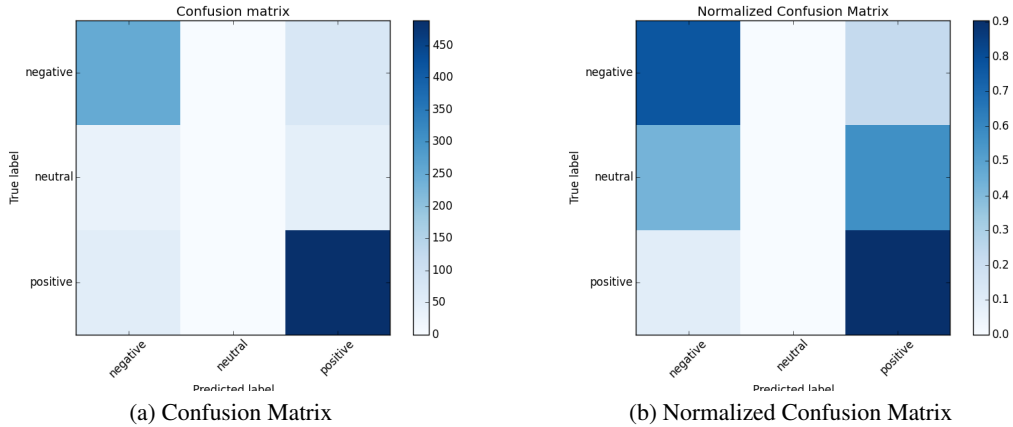 Confusion matrix
negative
neutral
positive
True label
negative
neutral
positive
Predicted label
450
400
350
300
250
200
150
100
50
0
(a) Confusion Matrix
Normalized Confusion Matrix
negative
neutral
positive
True label
negative
neutral
positive
Predicted label
0.9
0.8
0.7
0.6
0.5
0.4
0.3
0.2
0.1
0.0
(b) Normalized Confusion Matrix